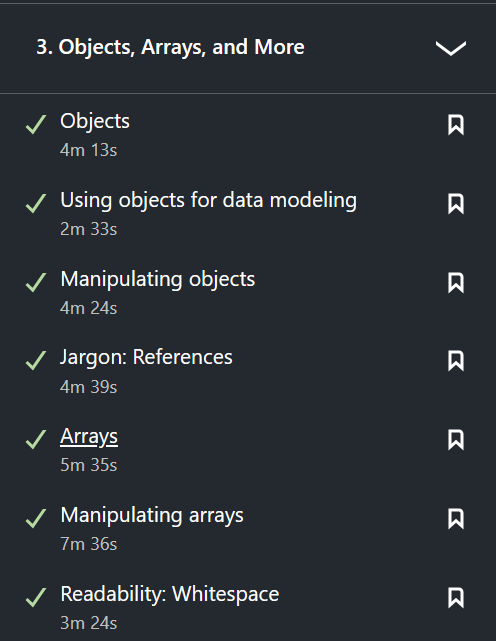 3. Objects, Arrays, and More
Objects
4m 13s
Using objects for data modeling
2m 33s
Manipulating objects
4m 24s
Jargon: References
4m 39s
Arrays
5m 35s
Manipulating arrays
7m 36s
Readability: Whitespace
3m 24s